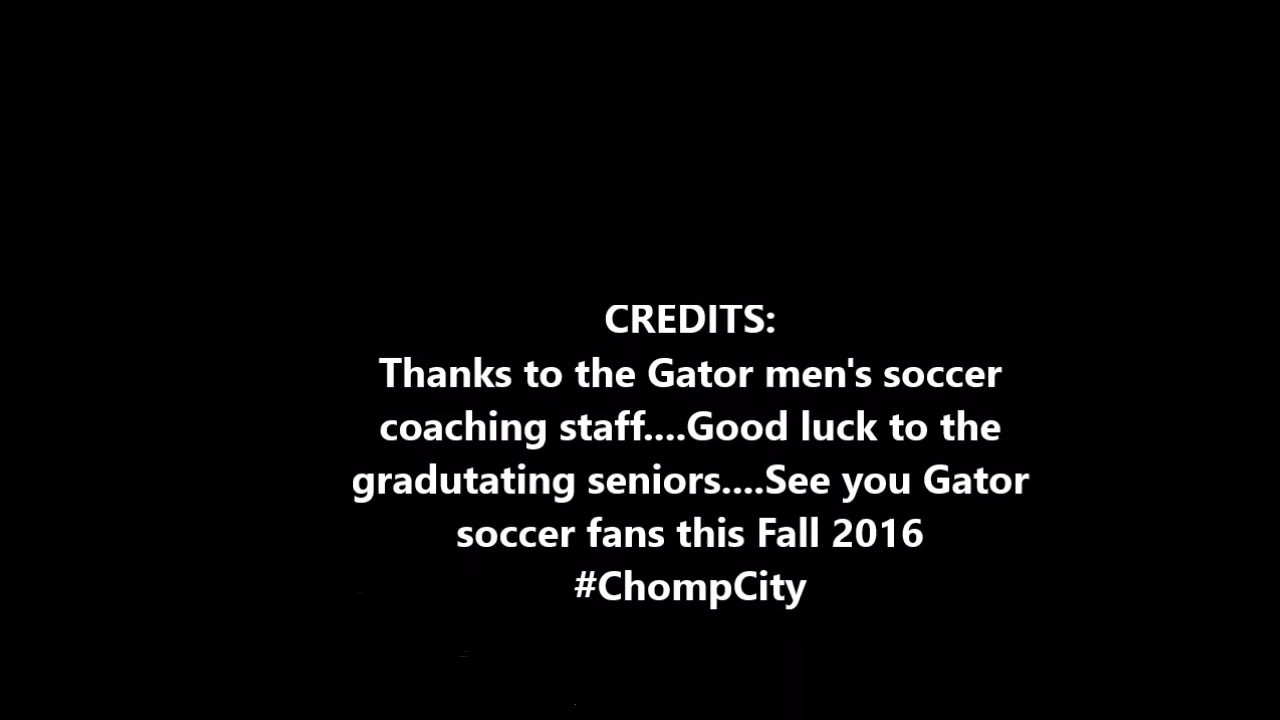 CREDITS:
Thanks to the Gator men's soccer
coaching staff....Good luck to the
gradutating seniors....See you Gator
soccer fans this Fall 2016
#ChompCity